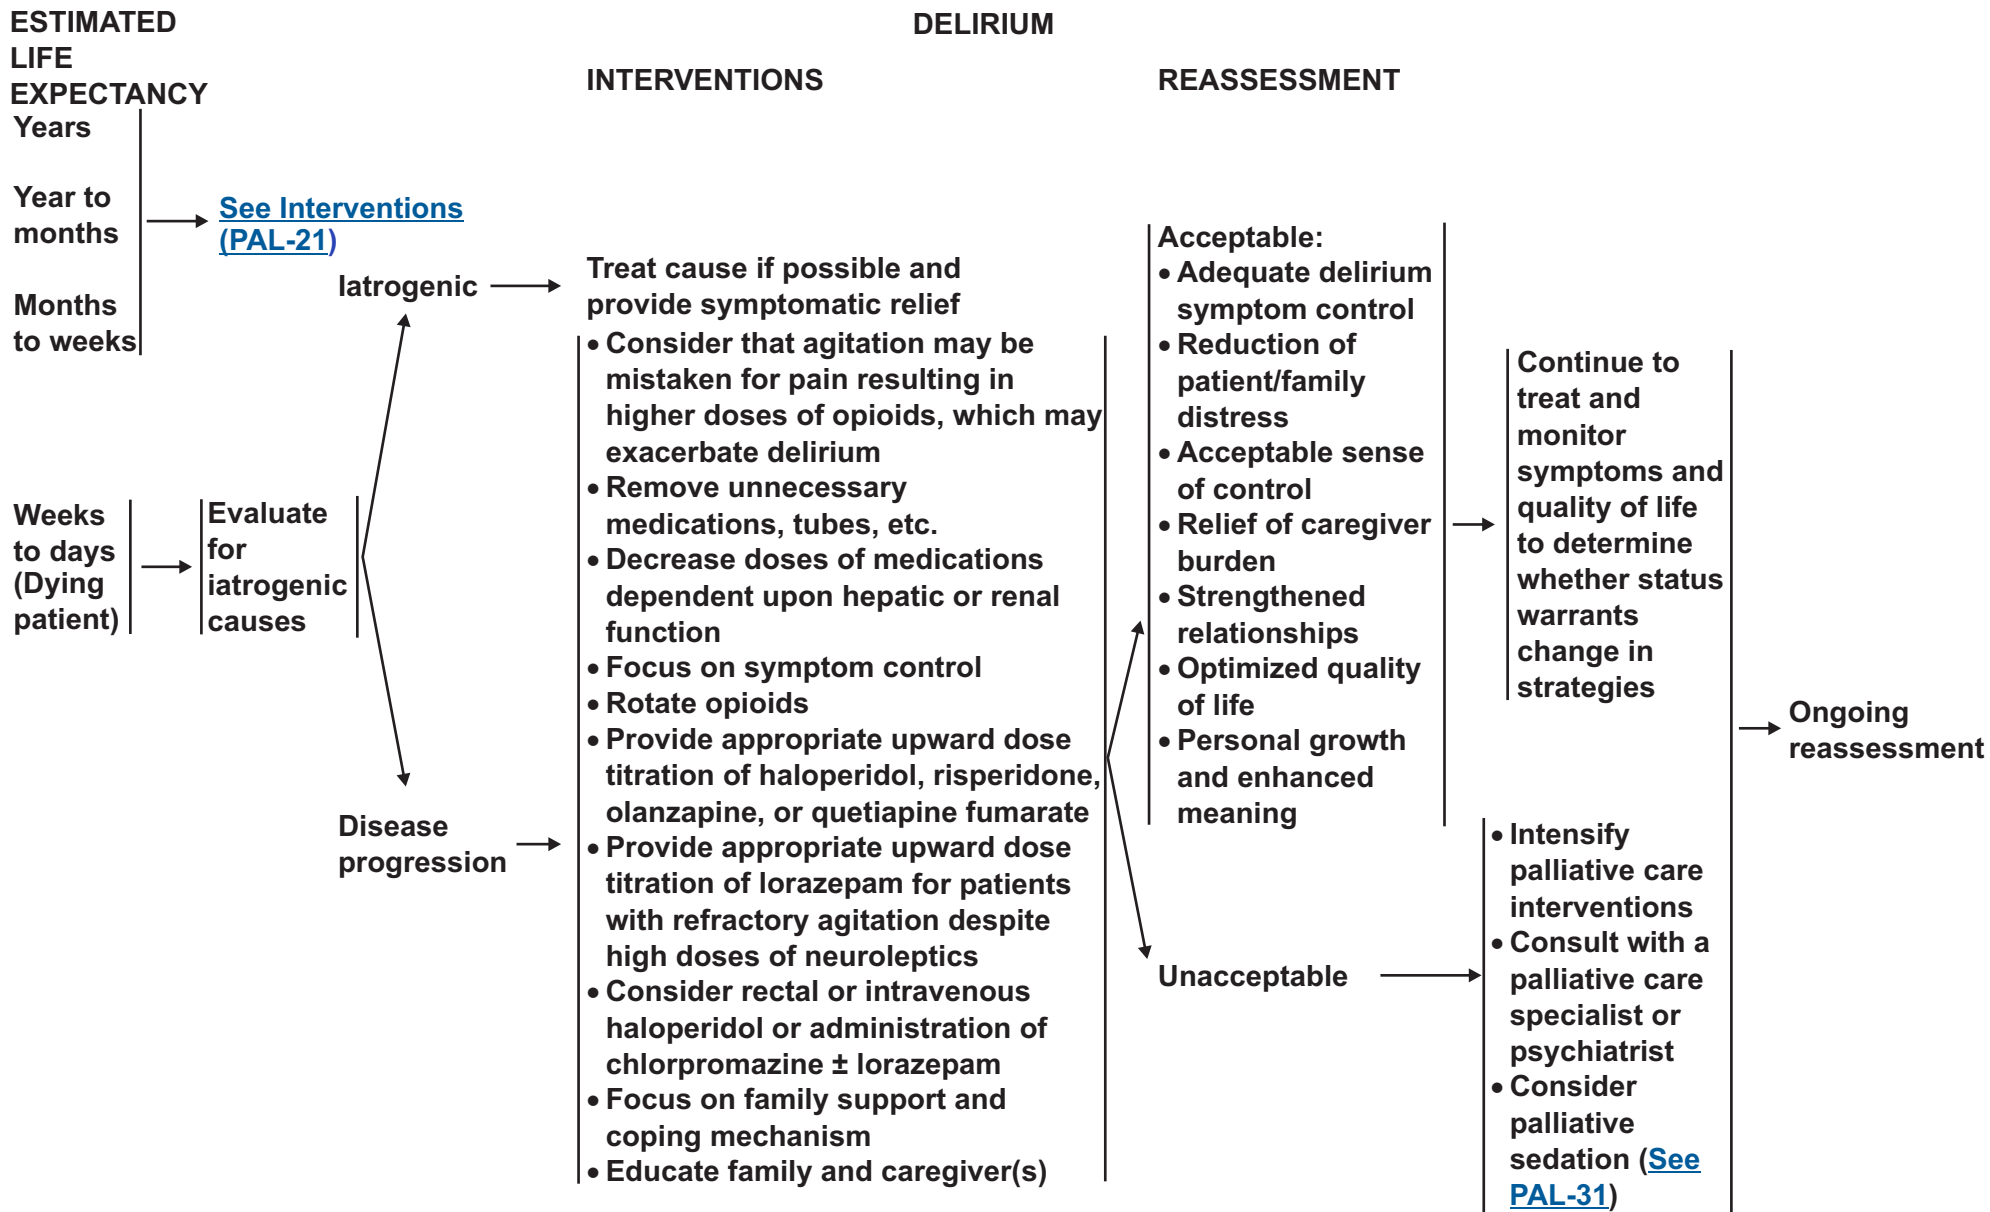 ESTIMATED
LIFE
EXPECTANCY
DELIRIUM
INTERVENTIONS
REASSESSMENT
Years
Year to
months
Months
to weeks
See Interventions
(PAL-21)
Weeks
to days
(Dying
patient)
Evaluate
for
iatrogenic
causes
Iatrogenic
Disease
progression
Treat cause if possible and
provide symptomatic relief
• Consider that agitation may be
mistaken for pain resulting in
higher doses of opioids, which may
exacerbate delirium
• Remove unnecessary
medications, tubes, etc.
• Decrease doses of medications
dependent upon hepatic or renal
function
• Focus on symptom control
• Rotate opioids
• Provide appropriate upward dose
titration of haloperidol, risperidone,
olanzapine, or quetiapine fumarate
• Provide appropriate upward dose
titration of lorazepam for patients
with refractory agitation despite
high doses of neuroleptics
• Consider rectal or intravenous
haloperidol or administration of
chlorpromazine ± lorazepam
• Focus on family support and
coping mechanism
• Educate family and caregiver(s)
Acceptable:
• Adequate delirium
symptom control
• Reduction of
patient/family
distress
• Acceptable sense
of control
• Relief of caregiver
burden
• Strengthened
relationships
• Optimized quality
of life
• Personal growth
and enhanced
meaning
Unacceptable
Continue to
treat and
monitor
symptoms and
quality of life
to determine
whether status
warrants
change in
strategies
• Intensify
palliative care
interventions
• Consult with a
palliative care
specialist or
psychiatrist
• Consider
palliative
sedation (See
PAL-31)
Ongoing
reassessment